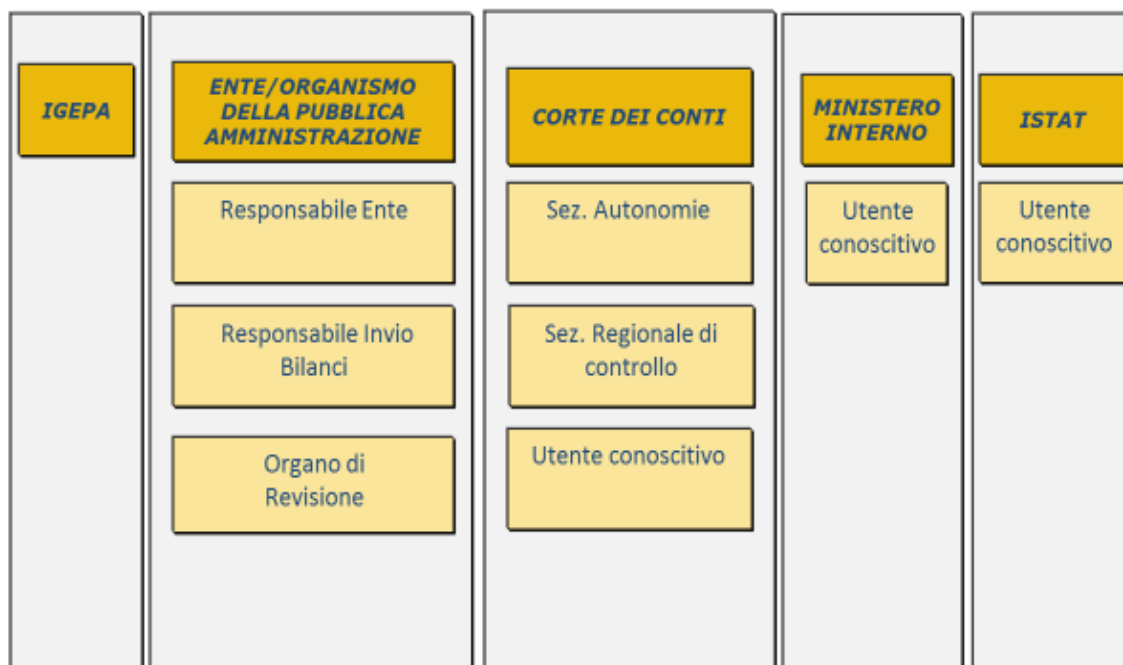 IGEPA
ENTE/ORGANISMO
DELLA PUBBLICA
AMMINISTRAZIONE
Responsabile Ente
Responsabile Invio
Bilanci
Organo di
Revisione
CORTE DEI CONTI
Sez. Autonomie
Sez. Regionale di
controllo
Utente conoscitivo
MINISTERO
INTERNO
Utente
conoscitivo
ISTAT
Utente
conoscitivo